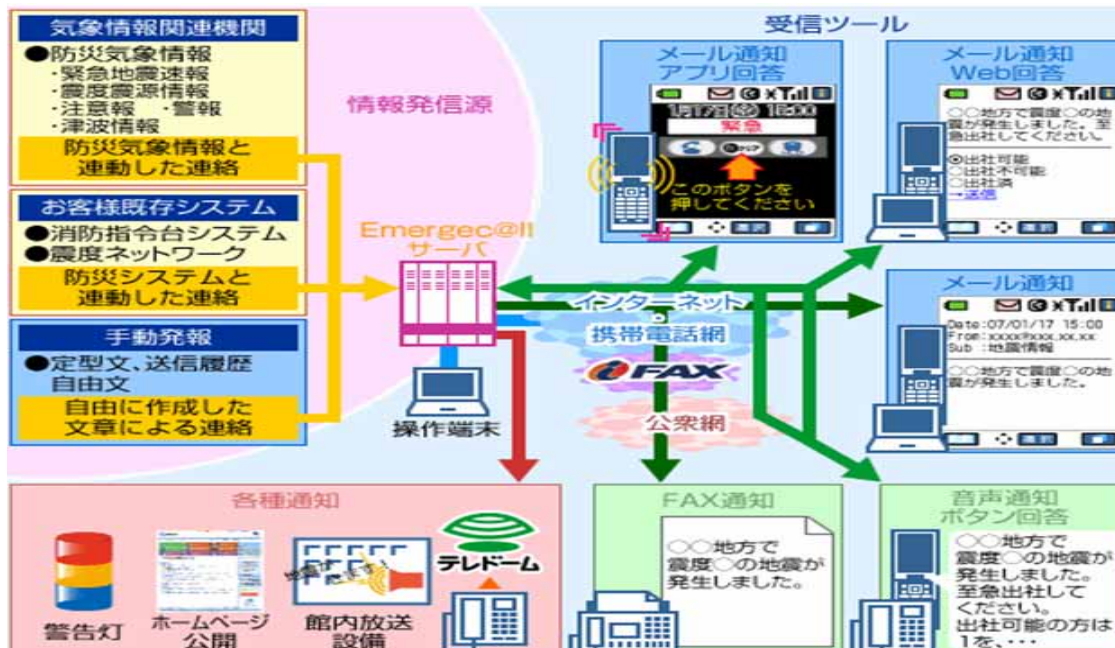 気象情報関連機関
●防災気象情報
・緊急地震速報
・震度震源情報
・注意報 ・警報
・津波情報
防災気象情報と
連動した連絡
お客様既存システム
●消防指令台システム
●震度ネットワーク
防災システムと
連動した連絡
手動発報
●定型文、送信履歴
自由文
自由に作成した
文章による連絡
情報発信源
Emergec@ll
サーバ
操作端末
インターネット
・
携帯電話網
iFAX
公衆網
受信ツール
メール通知
アプリ回答
緊急
クリア
このボタンを
押してください
選択
メール通知
Web回答
○○地方で震度○の地
震が発生しました。至
急出社してください。
◉出社可能
○出社不可能
○出社済
→送信
選択
メール通知
Date:07/01/17 15:00
From:xxxx@xxx.xx.xx
Sub :地震情報
○○地方で震度○の地
震が発生しました。
選択
各種通知
警告灯
ホームページ
公開
館内放送
設備
テレドーム
FAX通知
○○地方で
震度○の地震が
発生しました。
音声通知
ボタン回答
○○地方で
震度○の地震が
発生しました。
至急出社して
ください。
出社可能の方は
1を、・・・